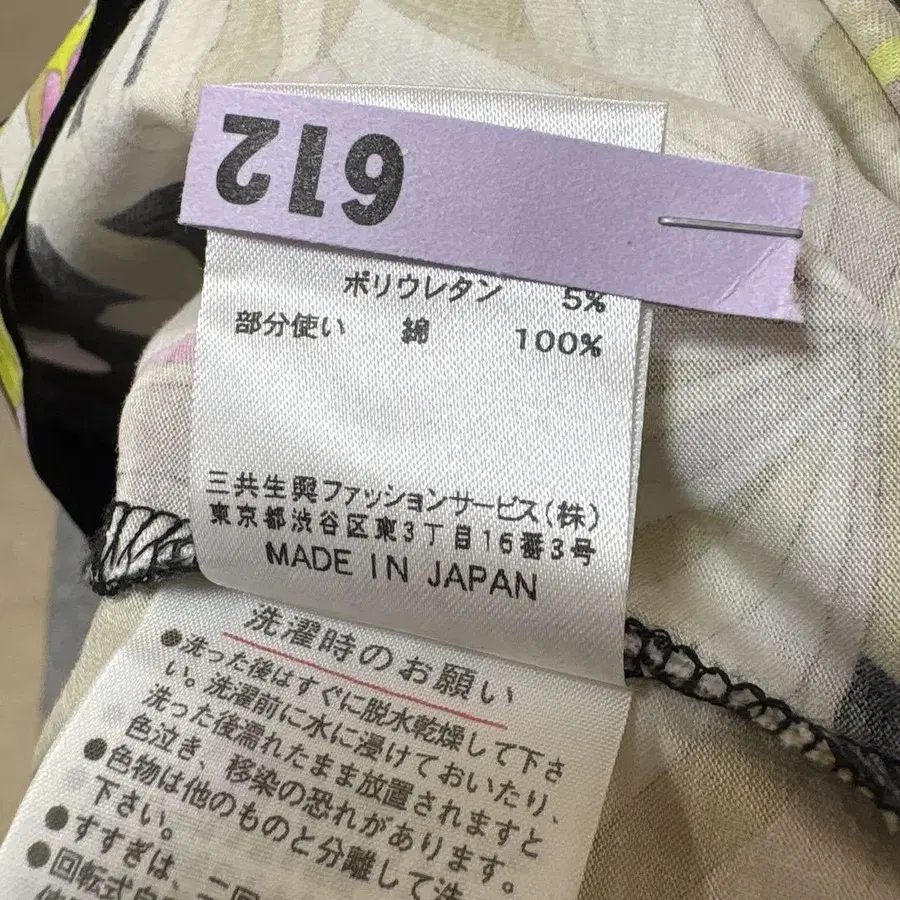 612
ポリウレタン 5%
部分使い 綿 100%
三共生興ファッションサービス(株)
東京都渋谷区東3丁目16番3号
MADE IN JAPAN
洗濯時のお願い
●洗った後はすぐに脱水乾燥して下さ
い。洗濯前に水に浸けておいたり、
洗った後濡れたまま放置されますと
色泣き、移染の恐れがあります。
●色物は他のものと分離して洗
下さい。
●すすぎは、二回
●回転式自